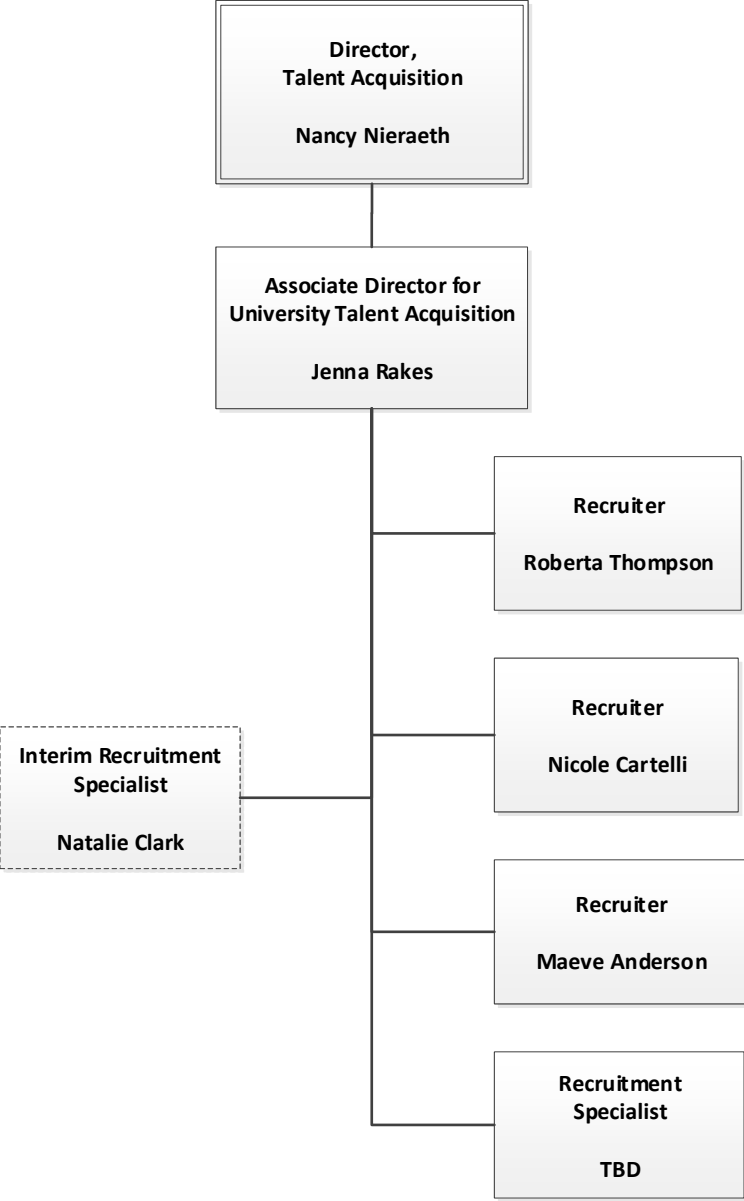 Director,
Talent Acquisition
Nancy Nieraeth
Associate Director for
University Talent Acquisition
Jenna Rakes
Recruiter
Roberta Thompson
Recruiter
Nicole Cartelli
Interim Recruitment
Specialist
Natalie Clark
Recruiter
Maeve Anderson
Recruitment
Specialist
TBD